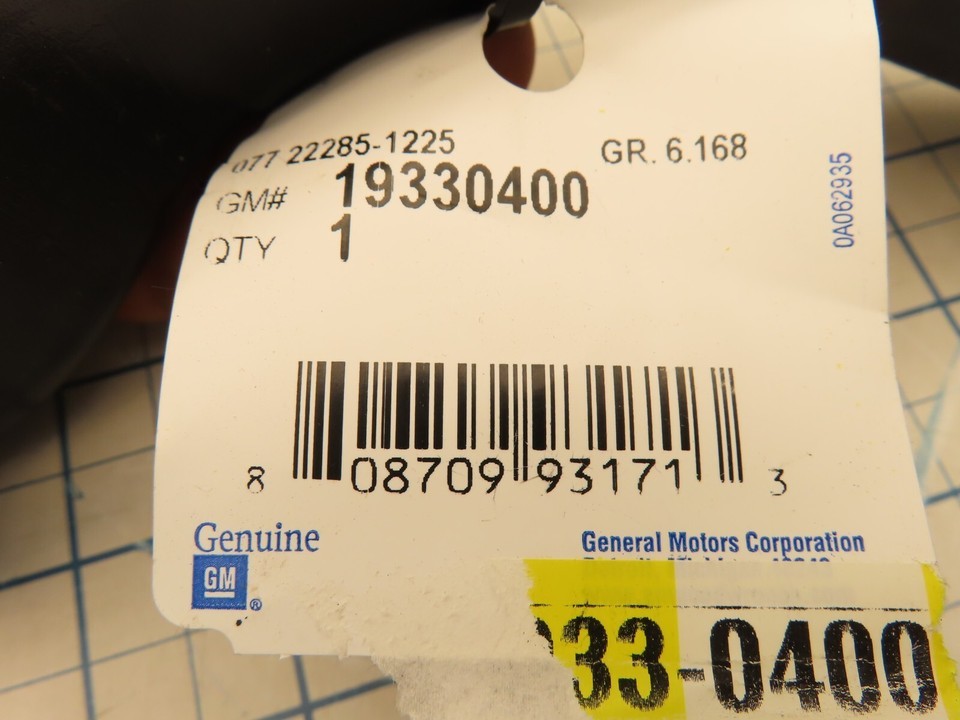 077 22285-1225 GR. 6.168
GM# 19330400
QTY 1
0A062935
8 08709 93171 3
Genuine
GM ®
General Motors Corporation
33-0400